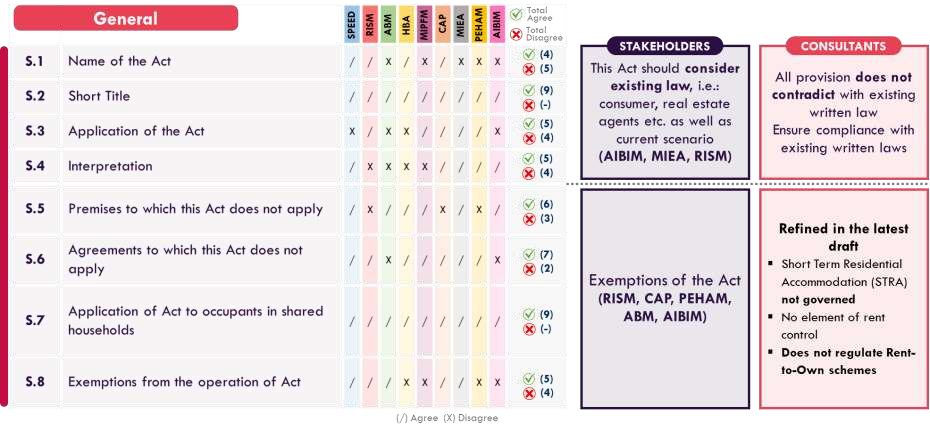 General
SPEED RISM ABM HBA MIPFM CAP MIEA PEHAM AIBIM
Total
Agree
Total
Disagree
S.1 Name of the Act / / X / X / X X X (4)
(5)
S.2 Short Title / / / / / / / / / (9)
(-)
S.3 Application of the Act X / X X / / / / X (5)
(4)
S.4 Interpretation / X X X X / / / / (5)
(4)
S.5 Premises to which this Act does not apply / X / / / X / X / (6)
(3)
S.6 Agreements to which this Act does not
apply / / X / / / / / X (7)
(2)
S.7 Application of Act to occupants in shared
households / / / / / / / / / (9)
(-)
S.8 Exemptions from the operation of Act / / / X X / / X X (5)
(4)
(/) Agree (X) Disagree
STAKEHOLDERS
This Act should consider
existing law, i.e.:
consumer, real estate
agents etc. as well as
current scenario
(AIBIM, MIEA, RISM)
CONSULTANTS
All provision does not
contradict with existing
written law
Ensure compliance with
existing written laws
Exemptions of the Act
(RISM, CAP, PEHAM,
ABM, AIBIM)
Refined in the latest
draft
▪ Short Term Residential
Accommodation (STRA)
not governed
▪ No element of rent
control
▪ Does not regulate Rent-
to-Own schemes